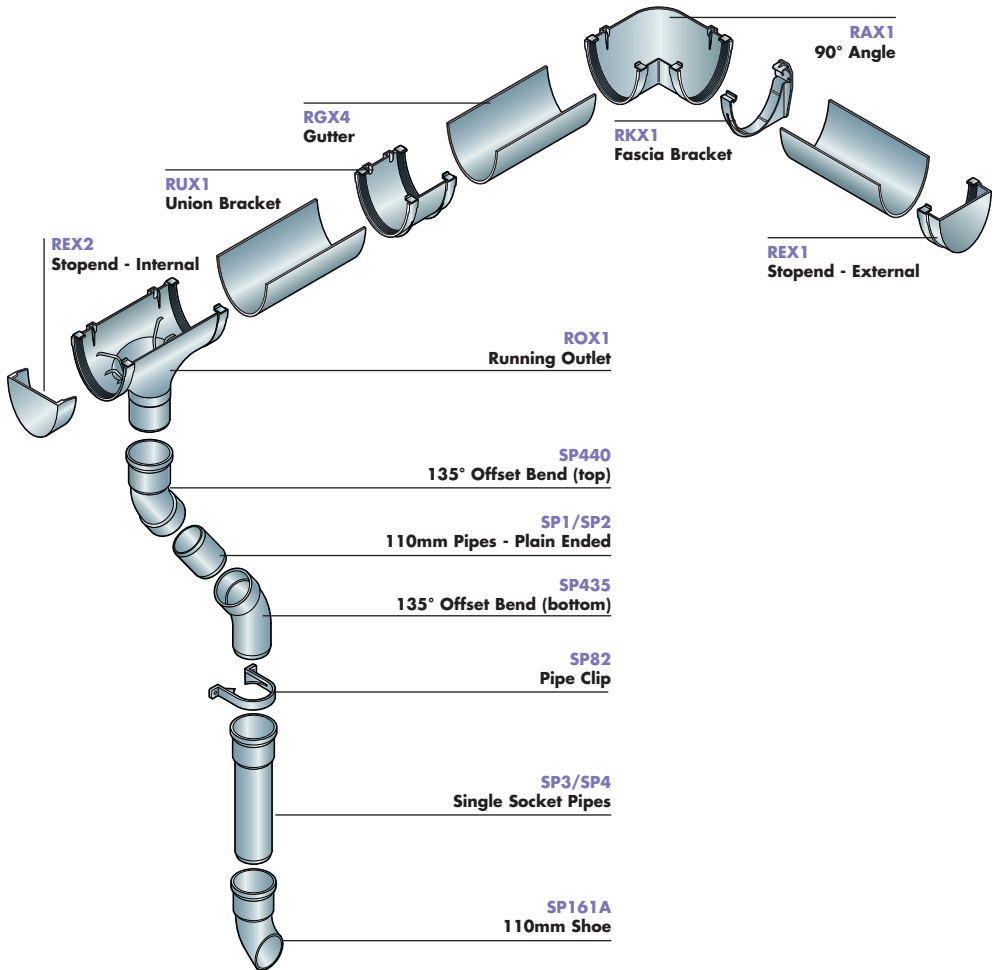 RAX1
90° Angle
RGX4
Gutter
RKX1
Fascia Bracket
RUX1
Union Bracket
REX2
Stopend - Internal
REX1
Stopend - External
ROX1
Running Outlet
SP440
135° Offset Bend (top)
SP1/SP2
110mm Pipes - Plain Ended
SP435
135° Offset Bend (bottom)
SP82
Pipe Clip
SP3/SP4
Single Socket Pipes
SP161A
110mm Shoe